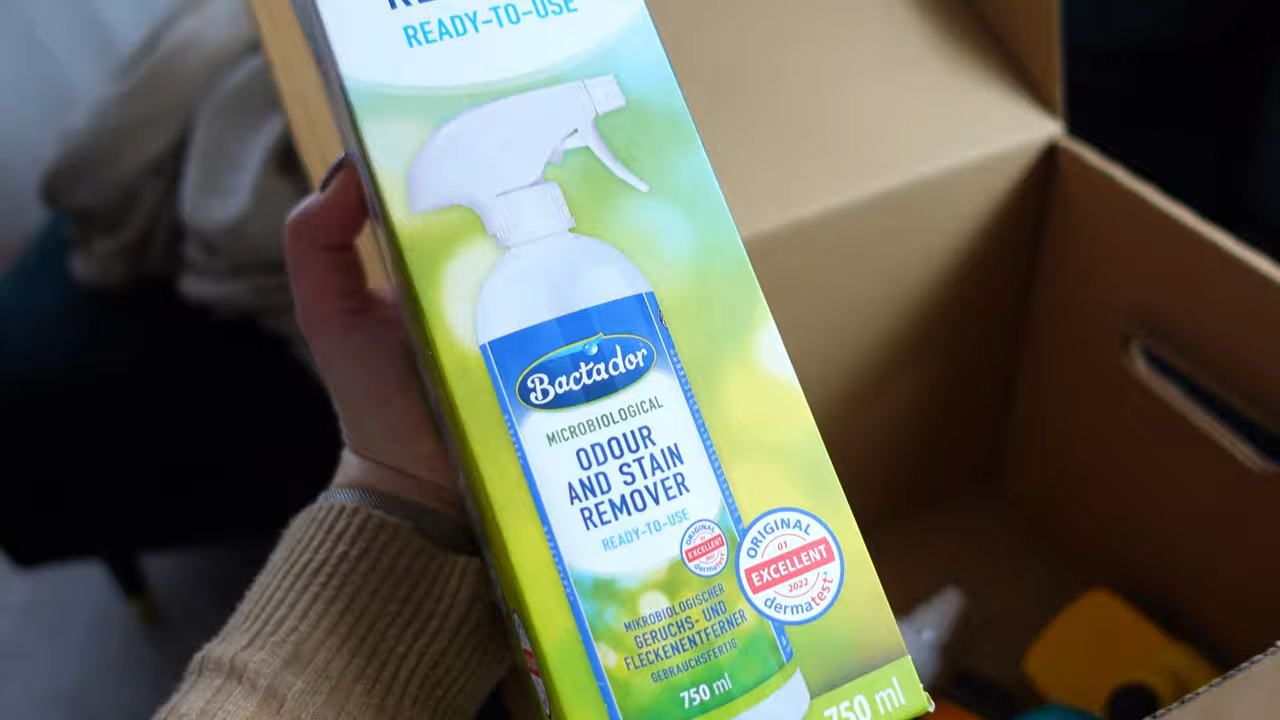 READY-TO-USE
Bactador
MICROBIOLOGICAL
ODOUR
AND STAIN
REMOVER
READY-TO-USE
ORIGINAL
EXCELLENT
dermatest
MIKROBIOLOGISCHER
GERUCHS- UND
FLECKENENTFERNER
GEBRAUCHSFERTIG
750 ml
ORIGINAL
01
EXCELLENT
2022
dermatest®
750 ml